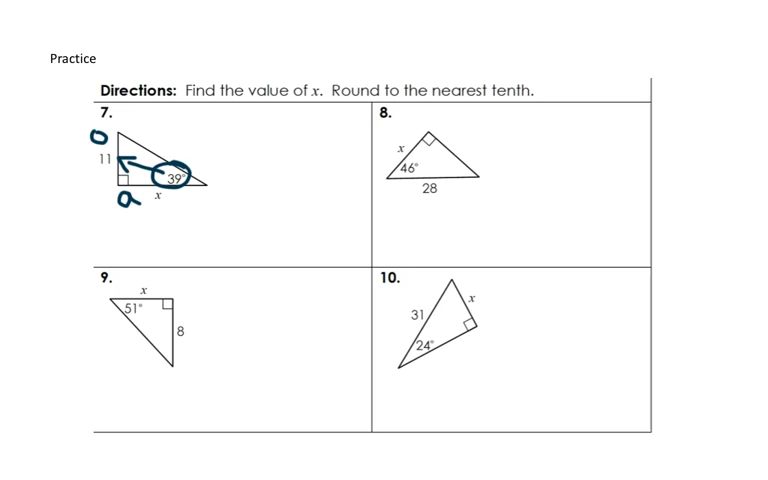 Practice
Directions: Find the value of x. Round to the nearest tenth.
7.
o
11
39°
a
x
8.
x
46°
28
9.
x
51°
8
10.
31
x
24°